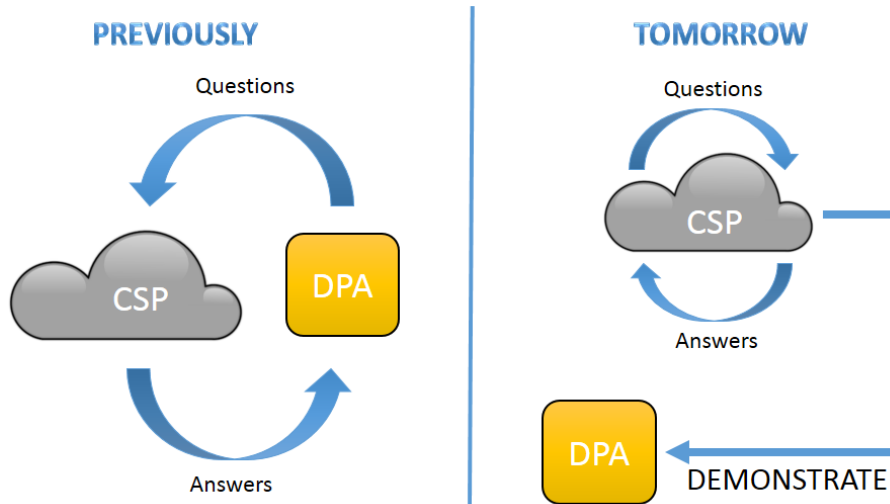 PREVIOUSLY
Questions
CSP
DPA
Answers
TOMORROW
Questions
CSP
Answers
DPA
DEMONSTRATE